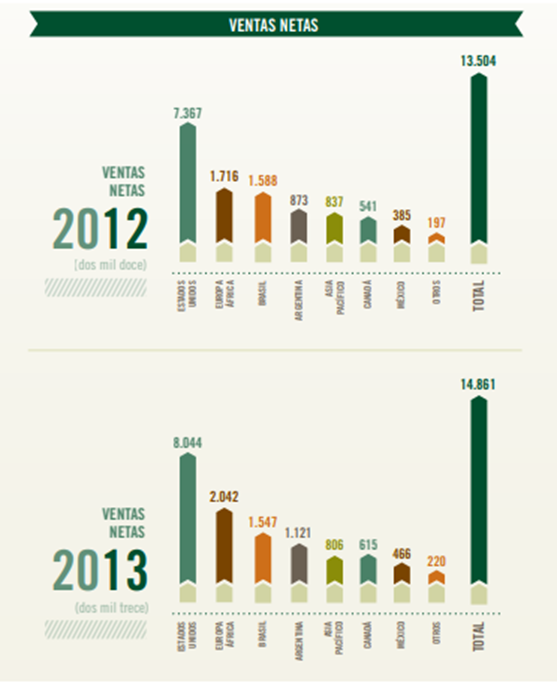 VENTAS NETAS
13.504
7.367
1.716
1.588
873
837
541
385
197
VENTAS
NETAS
2012
(dos mil doce)
ESTADOS
UNIDOS
EUROPA
ÁFRICA
BRASIL
ARGENTINA
ASIA
PACÍFICO
CANADÁ
MÉXICO
OTROS
TOTAL
14.861
8.044
2.042
1.547
1.121
806
615
466
220
VENTAS
NETAS
2013
(dos mil trece)
ESTADOS
UNIDOS
EUROPA
ÁFRICA
BRASIL
ARGENTINA
ASIA
PACÍFICO
CANADÁ
MÉXICO
OTROS
TOTAL